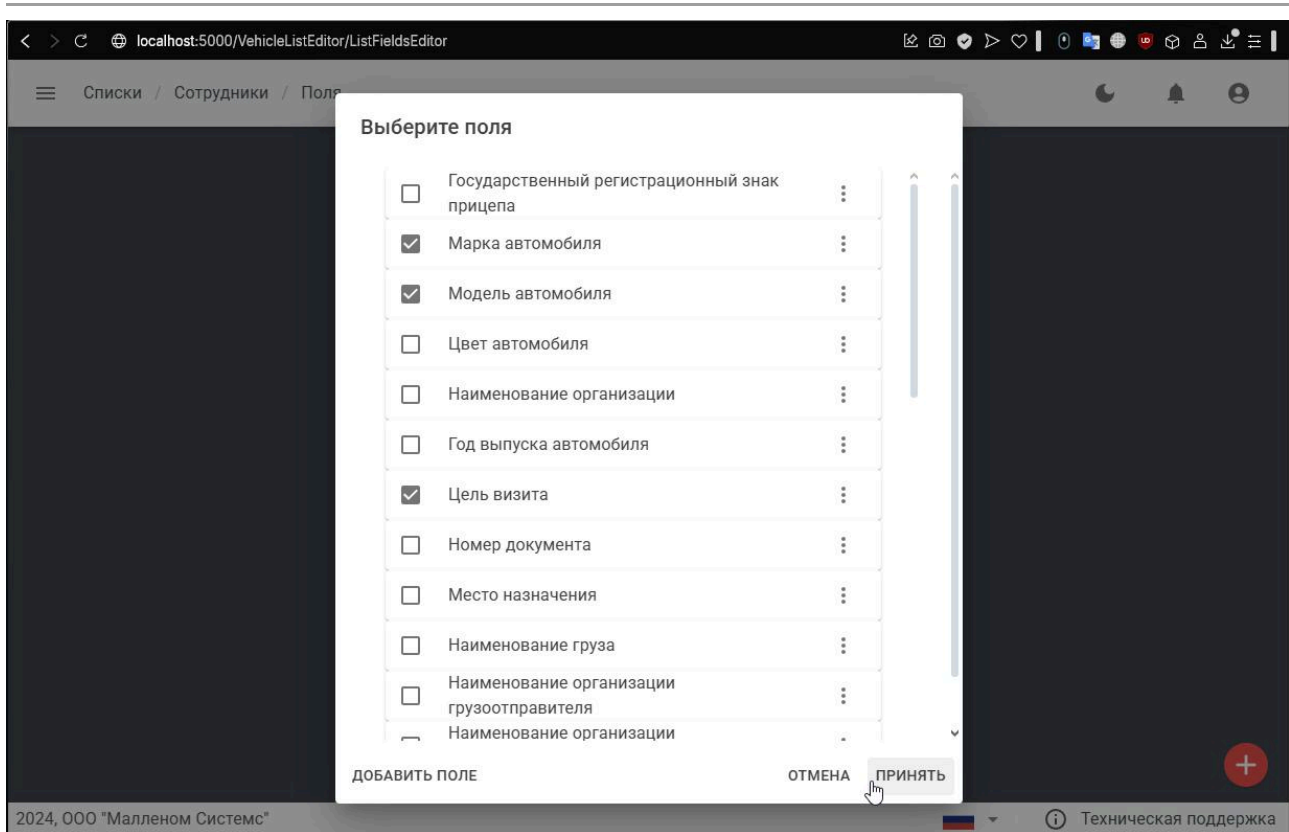 localhost:5000/VehicleListEditor/ListFieldsEditor
Списки / Сотрудники / Поля
Выберите поля
Государственный регистрационный знак
прицепа
Марка автомобиля
Модель автомобиля
Цвет автомобиля
Наименование организации
Год выпуска автомобиля
Цель визита
Номер документа
Место назначения
Наименование груза
Наименование организации
грузоотправителя
Наименование организации
ДОБАВИТЬ ПОЛЕ ОТМЕНА ПРИНЯТЬ
2024, ООО "Малленом Системс" Техническая поддержка